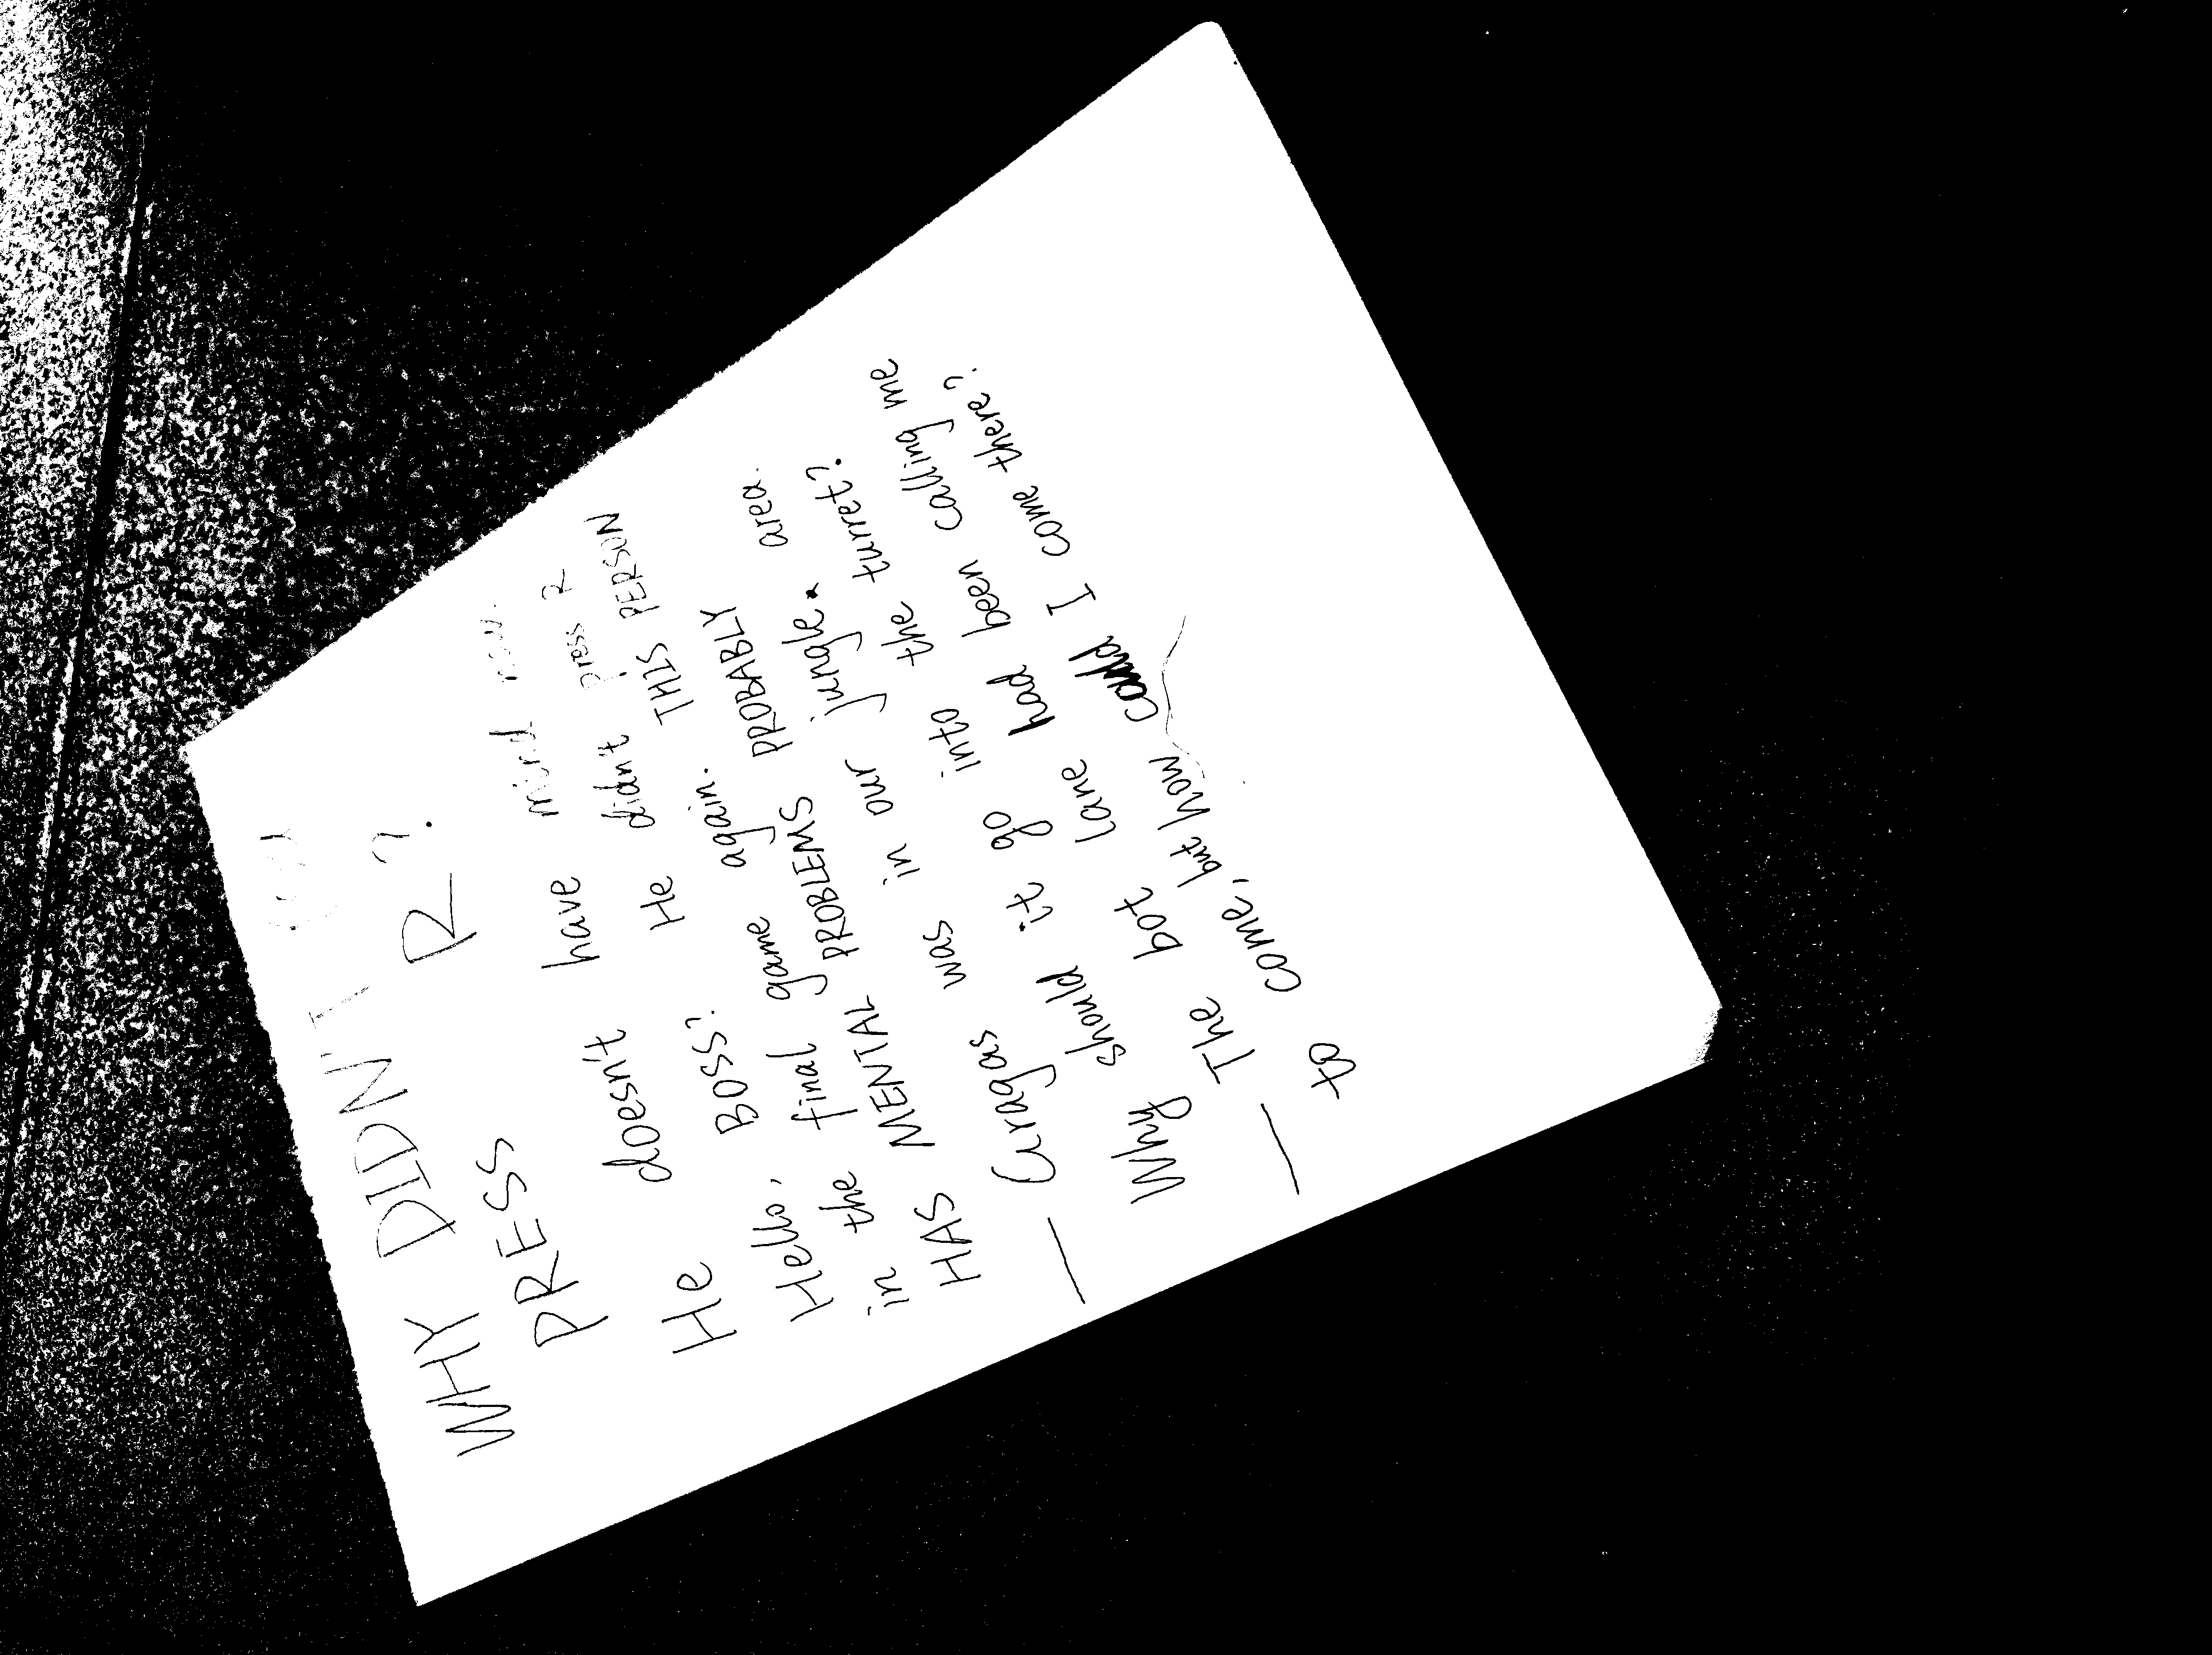 WHY DIDN'T you
PRESS R?
He doesn't have mind now.
Hello, BOSS? He didn't press R
in the final game again. THIS PERSON
HAS MENTAL PROBLEMS PROBABLY
— Gragas was in our jungle. area.
Why should it go into the turret?
— The bot lane had been calling me
to come, but how could I come there?